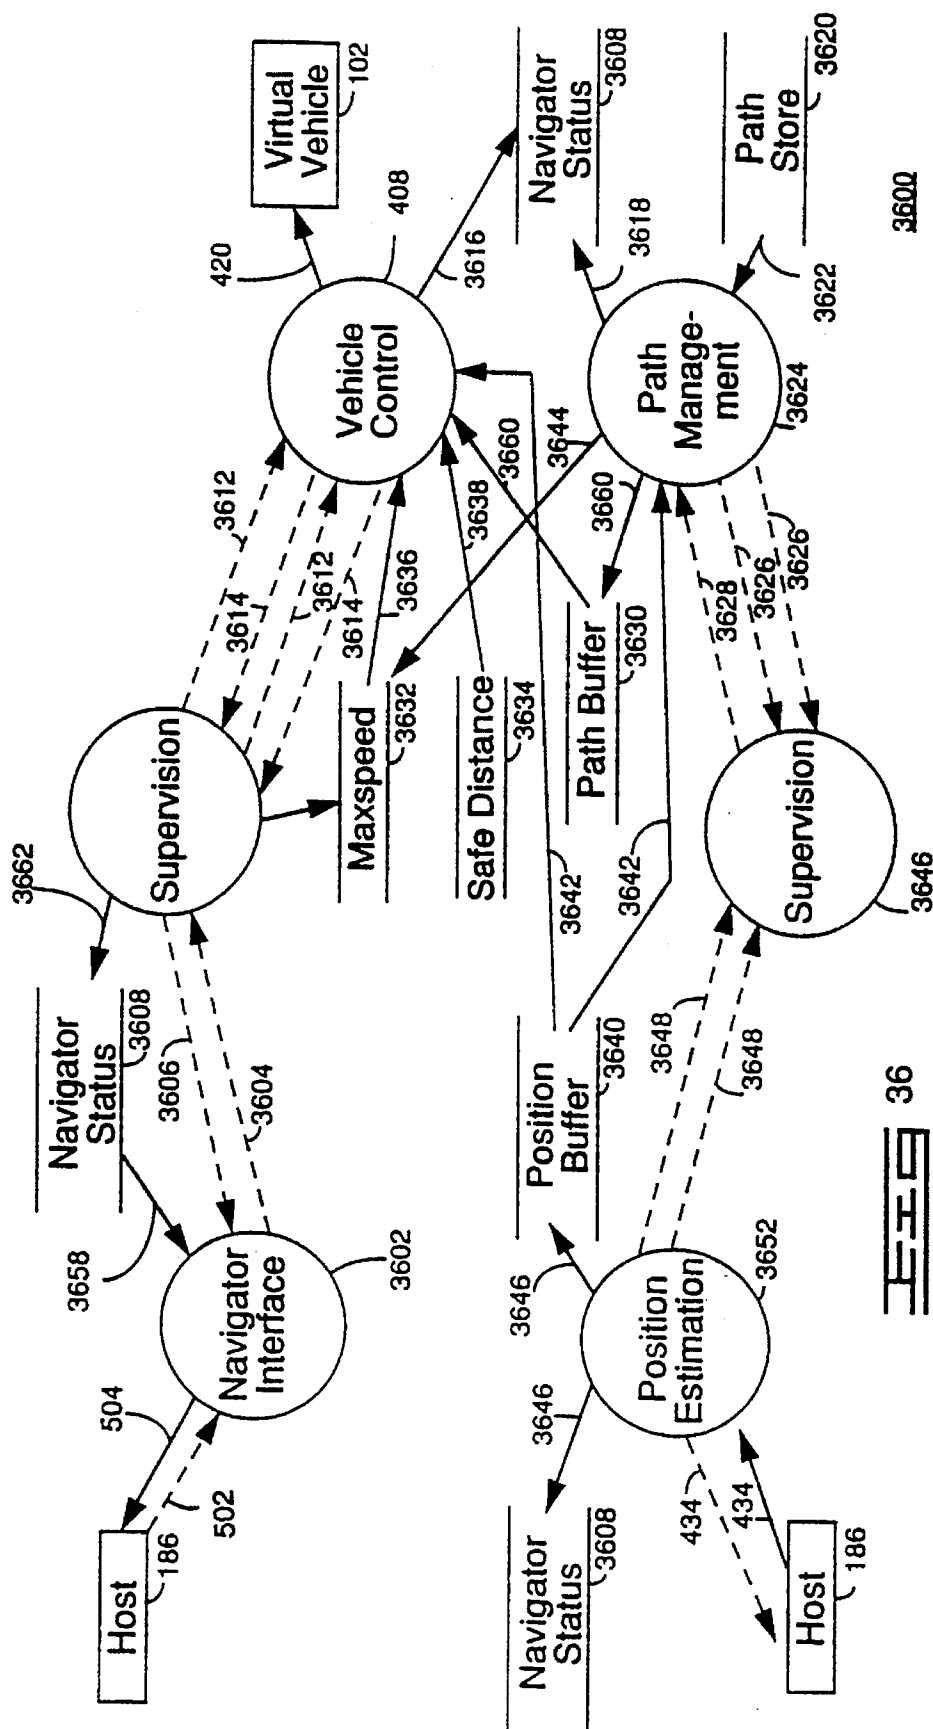 Host
186
504
502
Navigator
Interface
3602
3658
Navigator
Status
3608
3662
3606
3604
Supervision
3612
3614
3612
3614
Vehicle
Control
408
420
Virtual
Vehicle
102
3616
Navigator
Status
3608
Maxspeed
3632
3636
Safe Distance
3634
3638
Path Buffer
3630
3660
3660
3644
3642
3642
Position
Buffer
3640
Navigator
Status
3608
3646
3646
Position
Estimation
3652
434
434
Host
186
3648
3648
Supervision
3646
3628
3626
3626
Path
Manage-
ment
3624
3618
3622
Path
Store
3620
FIG 36
3600